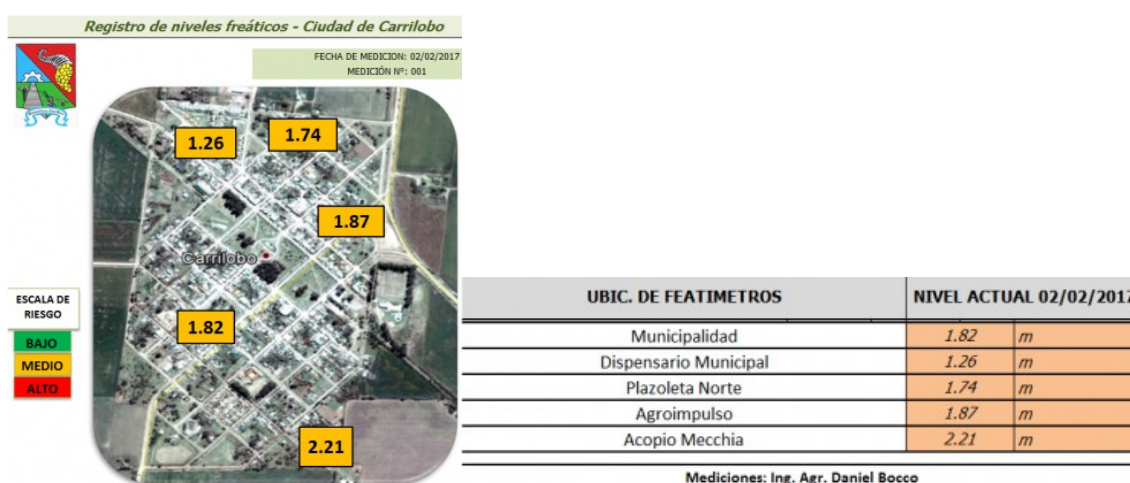 Registro de niveles freáticos - Ciudad de Carrilobo
FECHA DE MEDICION: 02/02/2017
MEDICIÓN Nº: 001
1.26
1.74
1.87
Carrilobo
1.82
2.21
ESCALA DE
RIESGO
BAJO
MEDIO
ALTO
UBIC. DE FEATIMETROS NIVEL ACTUAL 02/02/2017
Municipalidad 1.82 m
Dispensario Municipal 1.26 m
Plazoleta Norte 1.74 m
Agroimpulso 1.87 m
Acopio Mecchia 2.21 m
Mediciones: Ing. Agr. Daniel Bocco